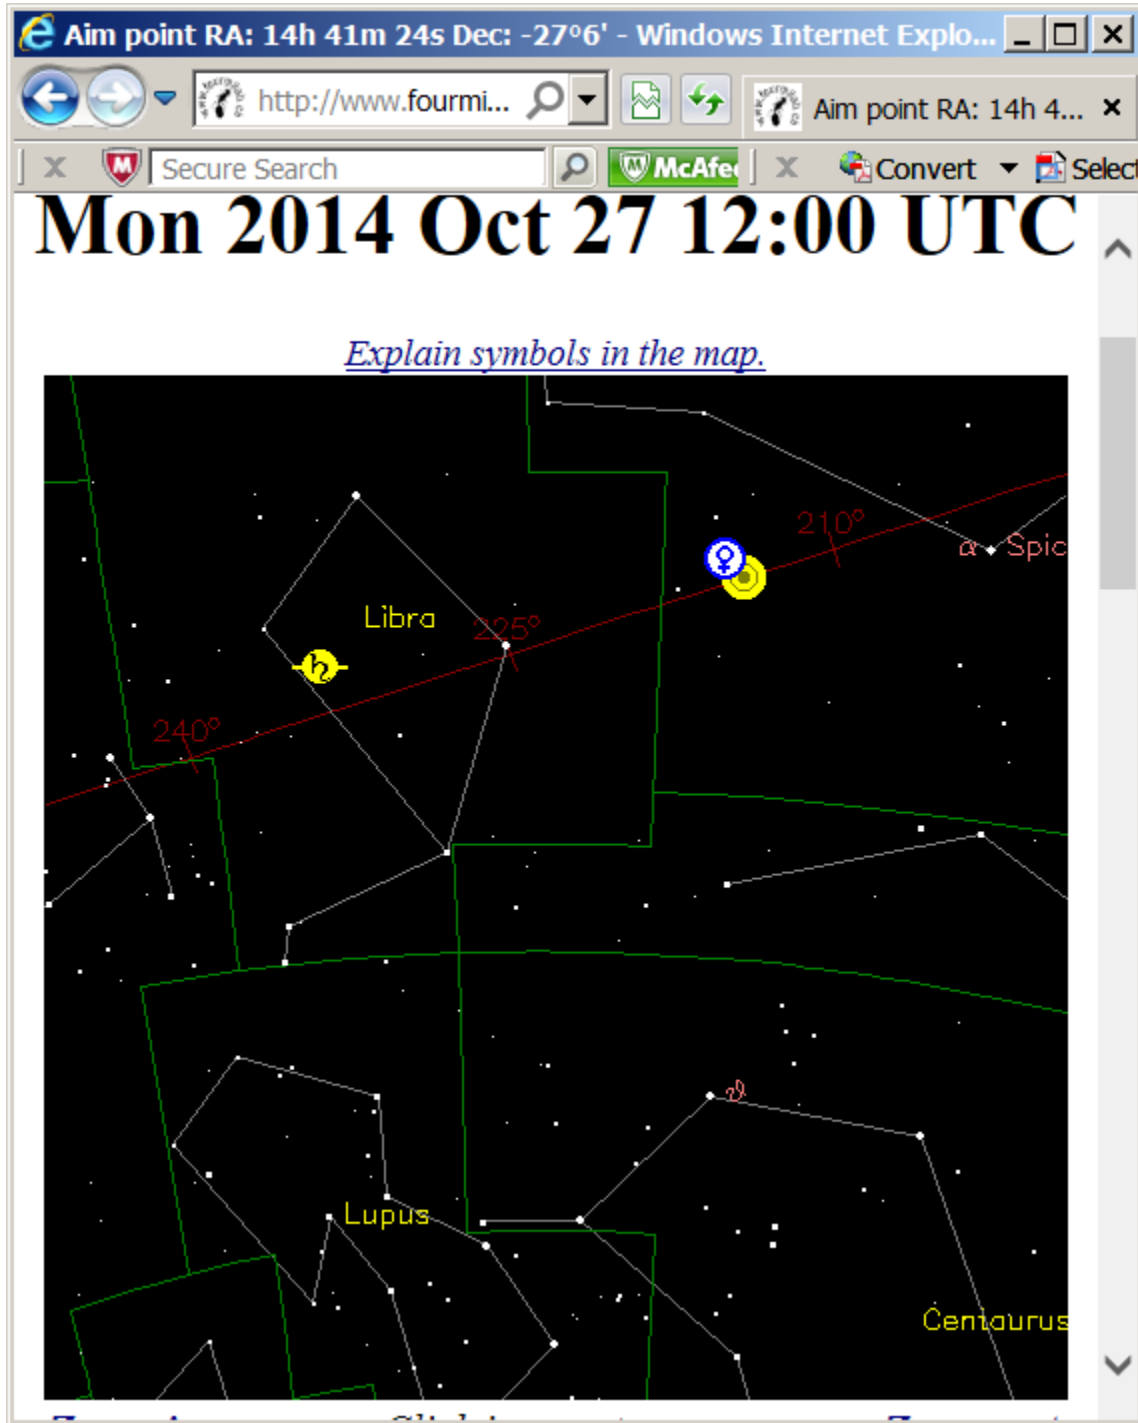 Aim point RA: 14h 41m 24s Dec: -27°6' - Windows Internet Explo...
http://www.fourmi...
Aim point RA: 14h 4...
Secure Search
McAfe
Convert
Select
Mon 2014 Oct 27 12:00 UTC
Explain symbols in the map.
210°
α Spic
Libra
225°
240°
ϑ
Lupus
Centaurus